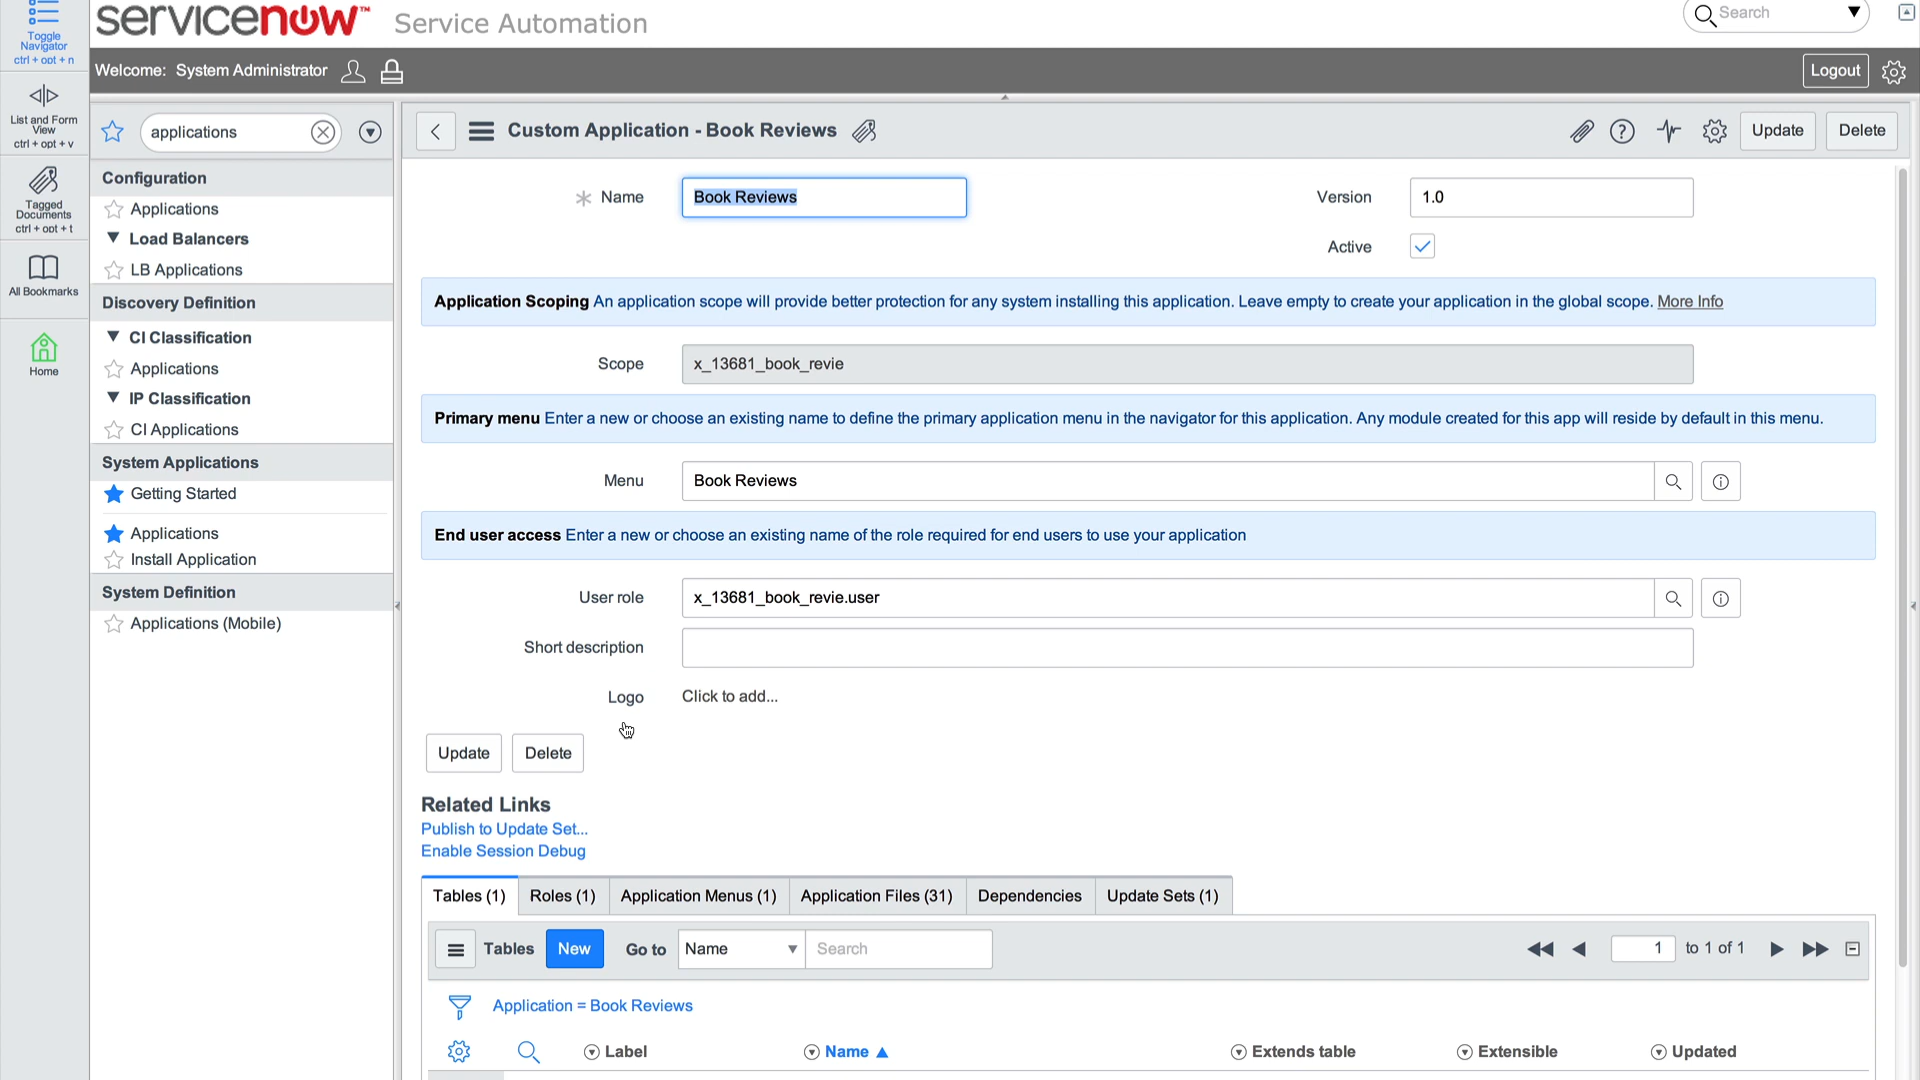 servicenow™ Service Automation
Search
Toggle
Navigator
ctrl + opt + n
Welcome: System Administrator
Logout
List and Form
View
ctrl + opt + v
Tagged
Documents
ctrl + opt + t
All Bookmarks
Home
applications
Configuration
Applications
Load Balancers
LB Applications
Discovery Definition
CI Classification
Applications
IP Classification
CI Applications
System Applications
Getting Started
Applications
Install Application
System Definition
Applications (Mobile)
Custom Application - Book Reviews
Update
Delete
Name
Book Reviews
Version
1.0
Active
Application Scoping An application scope will provide better protection for any system installing this application. Leave empty to create your application in the global scope. More Info
Scope
x_13681_book_revie
Primary menu Enter a new or choose an existing name to define the primary application menu in the navigator for this application. Any module created for this app will reside by default in this menu.
Menu
Book Reviews
End user access Enter a new or choose an existing name of the role required for end users to use your application
User role
x_13681_book_revie.user
Short description
Logo
Click to add...
Update
Delete
Related Links
Publish to Update Set...
Enable Session Debug
Tables (1)
Roles (1)
Application Menus (1)
Application Files (31)
Dependencies
Update Sets (1)
Tables
New
Go to
Name
Search
1
to 1 of 1
Application = Book Reviews
Label
Name
Extends table
Extensible
Updated